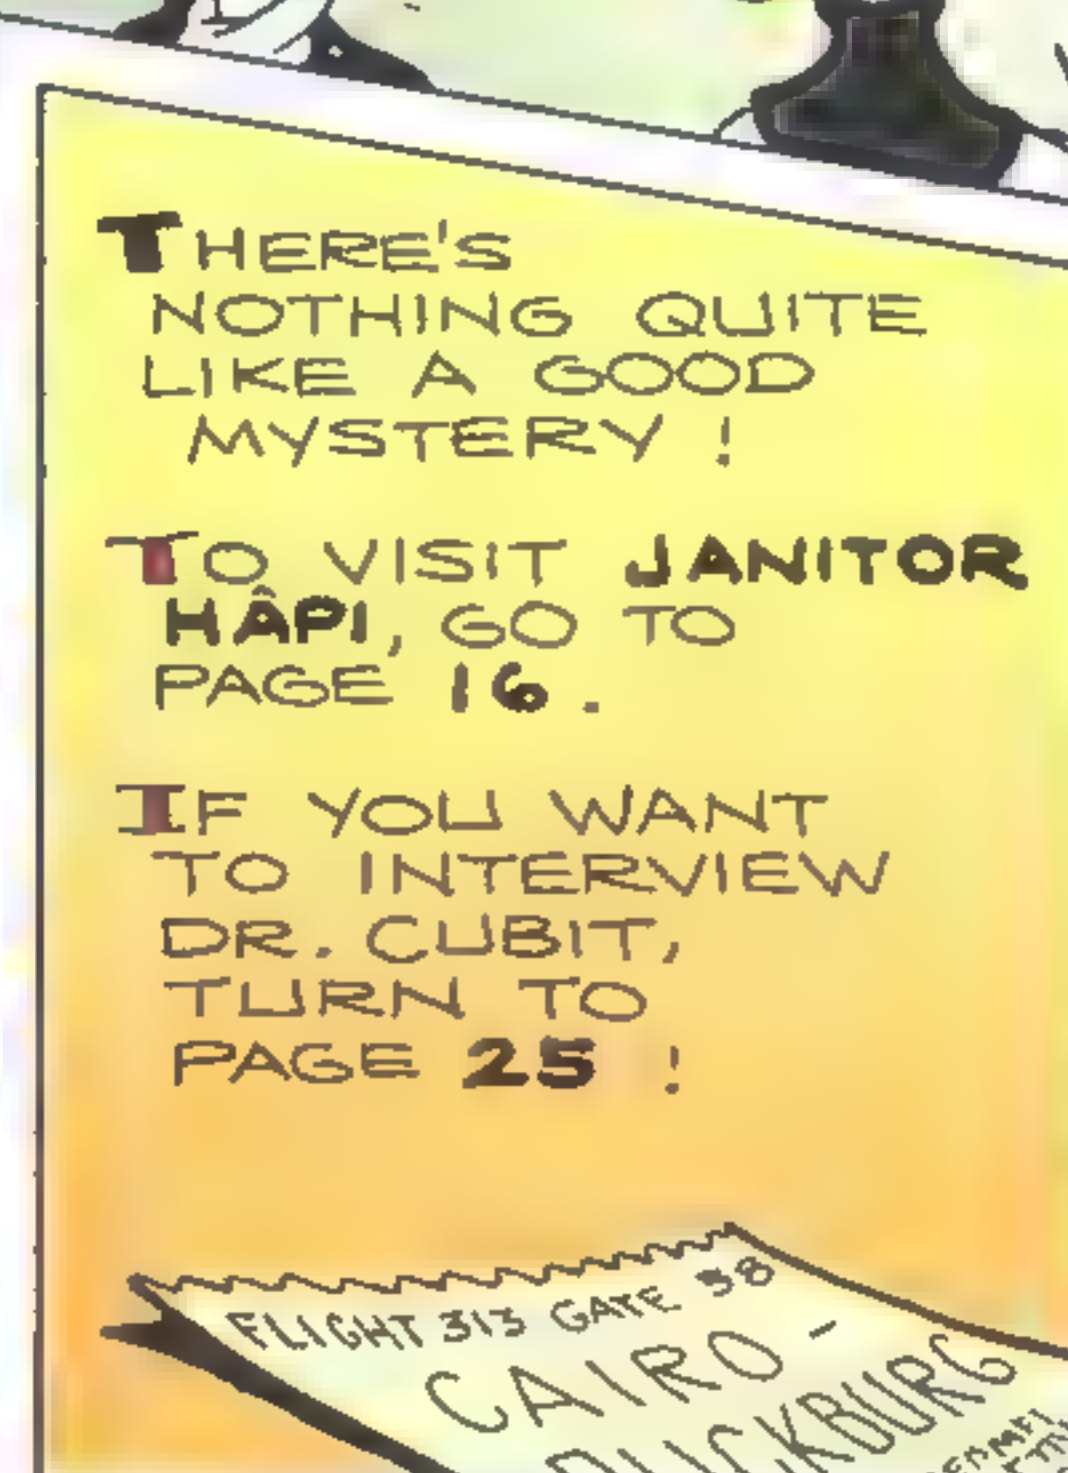 THERE'S
NOTHING QUITE
LIKE A GOOD
MYSTERY !
TO VISIT JANITOR
HÂPI, GO TO
PAGE 16.
IF YOU WANT
TO INTERVIEW
DR. CUBIT,
TURN TO
PAGE 25 !
FLIGHT 313 GATE 38
CAIRO -
DUCKBURG